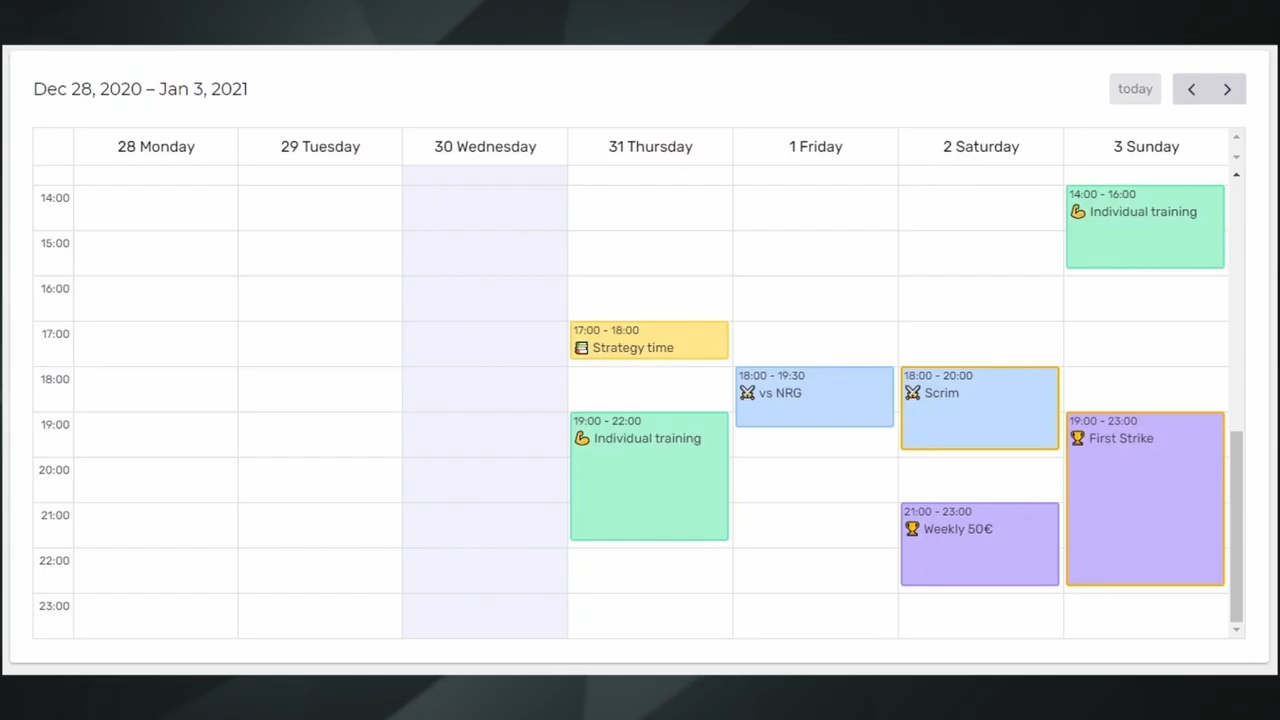 Dec 28, 2020 – Jan 3, 2021
today
28 Monday
29 Tuesday
30 Wednesday
31 Thursday
1 Friday
2 Saturday
3 Sunday
14:00
15:00
16:00
17:00
18:00
19:00
20:00
21:00
22:00
23:00
17:00 - 18:00
Strategy time
19:00 - 22:00
Individual training
18:00 - 19:30
vs NRG
18:00 - 20:00
Scrim
21:00 - 23:00
Weekly 50€
14:00 - 16:00
Individual training
19:00 - 23:00
First Strike